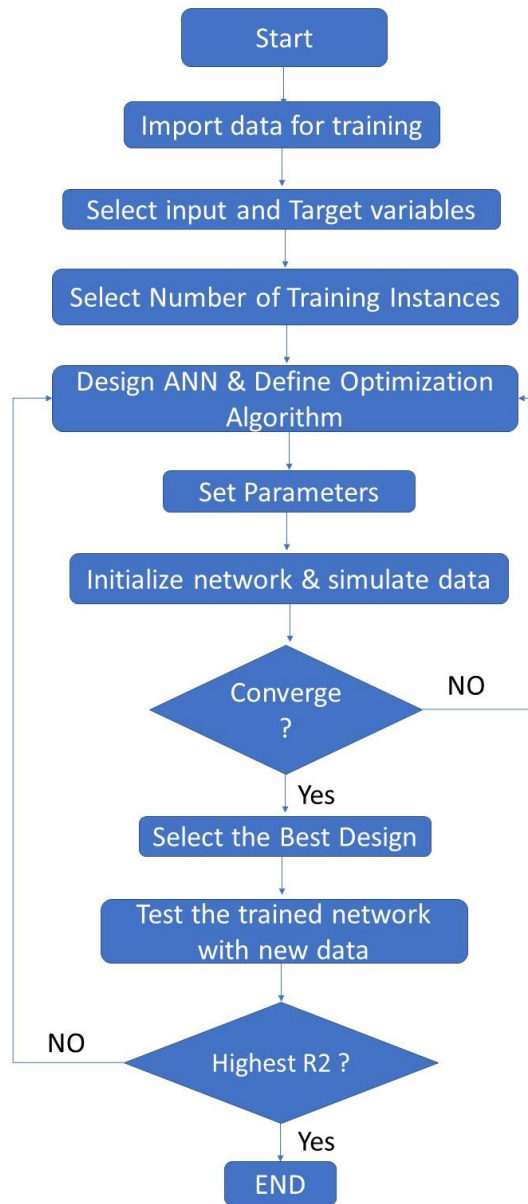 Start
Import data for training
Select input and Target variables
Select Number of Training Instances
Design ANN & Define Optimization
Algorithm
Set Parameters
Initialize network & simulate data
Converge
?
NO
Yes
Select the Best Design
Test the trained network
with new data
NO
Highest R2 ?
Yes
END